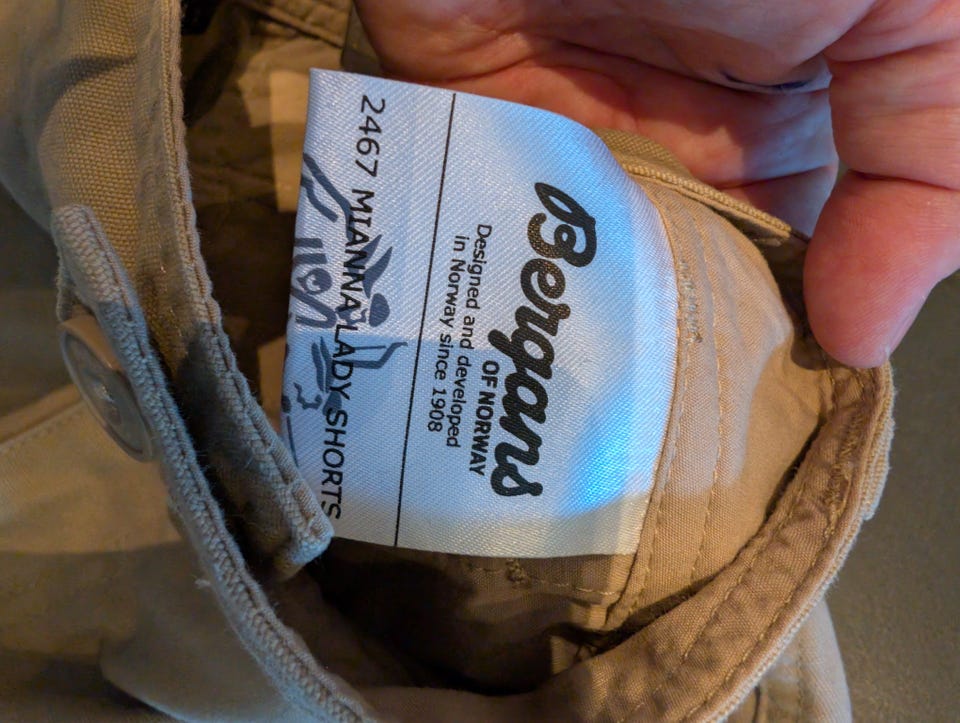 Bergans
OF NORWAY
Designed and developed
in Norway since 1908
2467 MIANNA LADY SHORTS